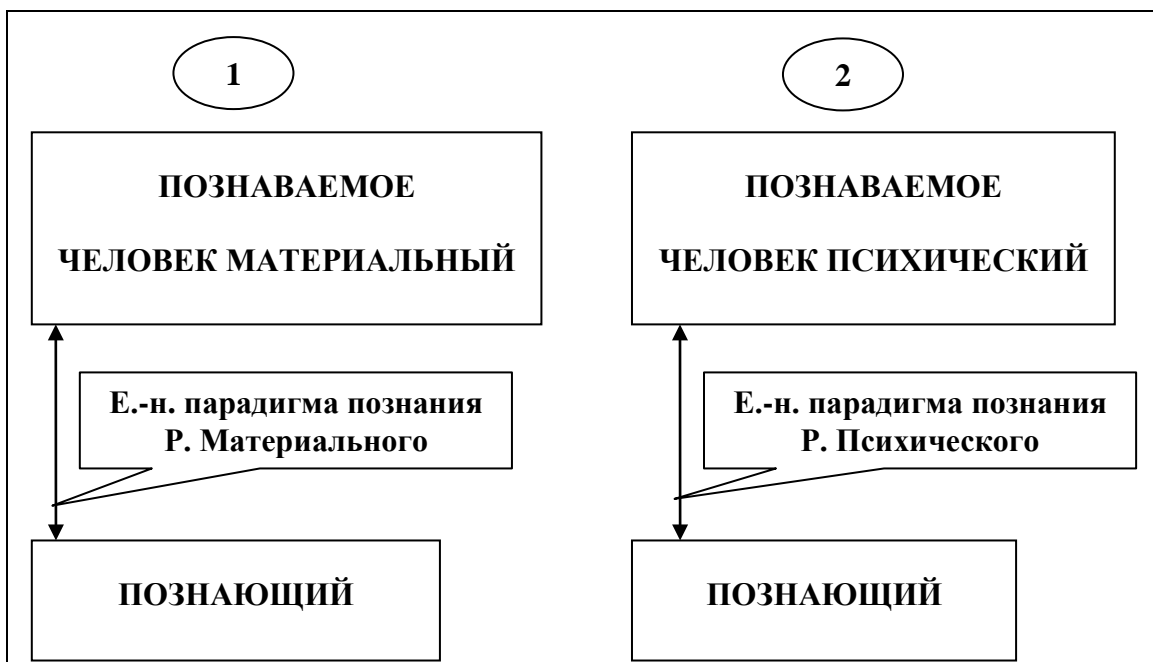 1
ПОЗНАВАЕМОЕ
ЧЕЛОВЕК МАТЕРИАЛЬНЫЙ
Е.-н. парадигма познания
Р. Материального
ПОЗНАЮЩИЙ
2
ПОЗНАВАЕМОЕ
ЧЕЛОВЕК ПСИХИЧЕСКИЙ
Е.-н. парадигма познания
Р. Психического
ПОЗНАЮЩИЙ